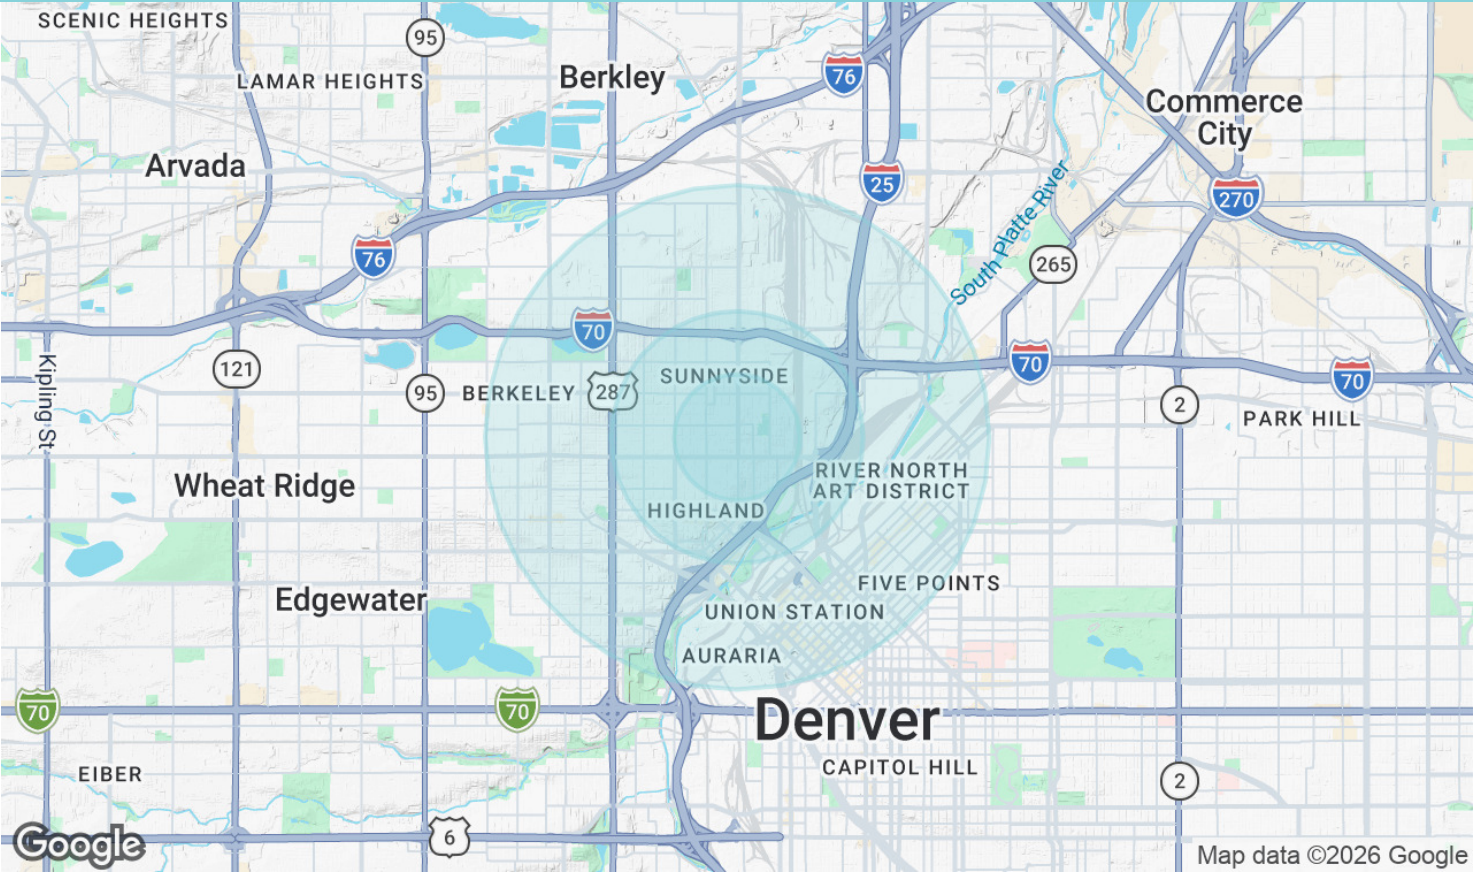 SCENIC HEIGHTS
95
LAMAR HEIGHTS
Berkley
76
Commerce
City
Arvada
25
270
South Platte River
76
265
70
70
121
Kipling St
95
BERKELEY
287
SUNNYSIDE
70
2
PARK HILL
Wheat Ridge
RIVER NORTH
ART DISTRICT
HIGHLAND
Edgewater
FIVE POINTS
UNION STATION
AURARIA
70
70
Denver
CAPITOL HILL
EIBER
2
6
Google
Map data ©2026 Google